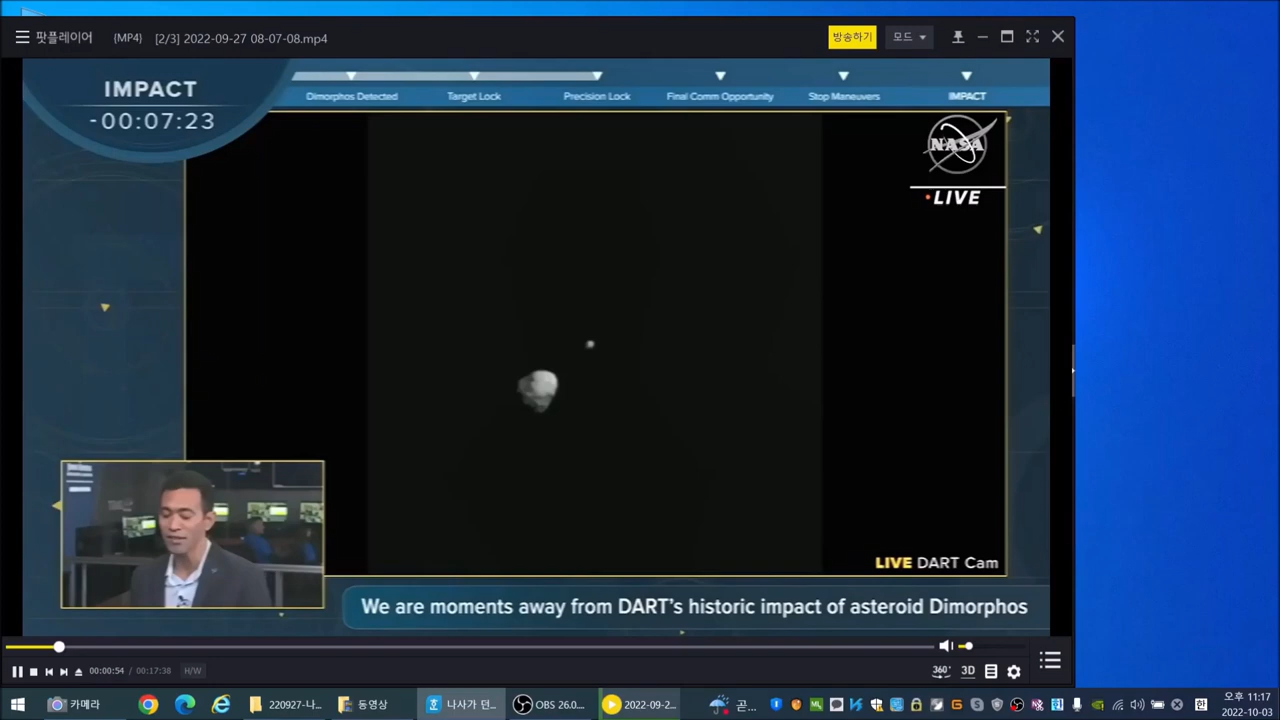 팟플레이어 (MP4) [2/3] 2022-09-27 08-07-08.mp4 방송하기 모드
IMPACT
-00:07:23
Dimorphos Detected Target Lock Precision Lock Final Comm Opportunity Stop Maneuvers IMPACT
NASA
LIVE
LIVE DART Cam
We are moments away from DART's historic impact of asteroid Dimorphos
00:00:54 / 00:17:38 H/W 360° 3D
카메라 220927-나... 동영상 나사가 던... OBS 26.0.... 2022-09-2... 곧... 한 오후 11:17
2022-10-03